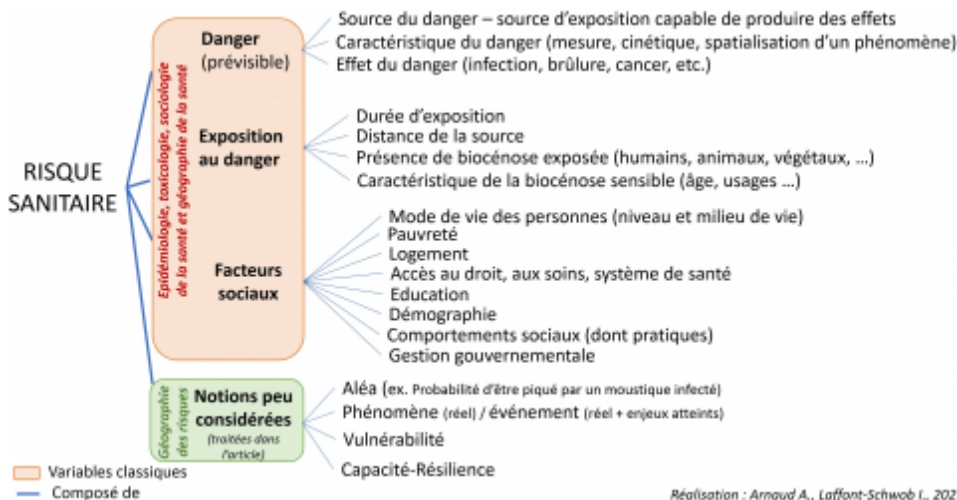 Source du danger – source d'exposition capable de produire des effets
Danger
(prévisible)
Caractéristique du danger (mesure, cinétique, spatialisation d'un phénomène)
Effet du danger (infection, brûlure, cancer, etc.)
Epidémiologie, toxicologie, sociologie
de la santé et géographie de la santé
Exposition
au danger
Durée d'exposition
Distance de la source
Présence de biocénose exposée (humains, animaux, végétaux, ...)
Caractéristique de la biocénose sensible (âge, usages ...)
RISQUE
SANITAIRE
Facteurs
sociaux
Mode de vie des personnes (niveau et milieu de vie)
Pauvreté
Logement
Accès au droit, aux soins, système de santé
Education
Démographie
Comportements sociaux (dont pratiques)
Gestion gouvernementale
Géographie
des risques
Notions peu
considérées
(traitées dans
l'article)
Aléa (ex. Probabilité d'être piqué par un moustique infecté)
Phénomène (réel) / événement (réel + enjeux atteints)
Vulnérabilité
Capacité-Résilience
Variables classiques
Composé de
Réalisation : Arnaud A., Laffont-Schwob I., 202